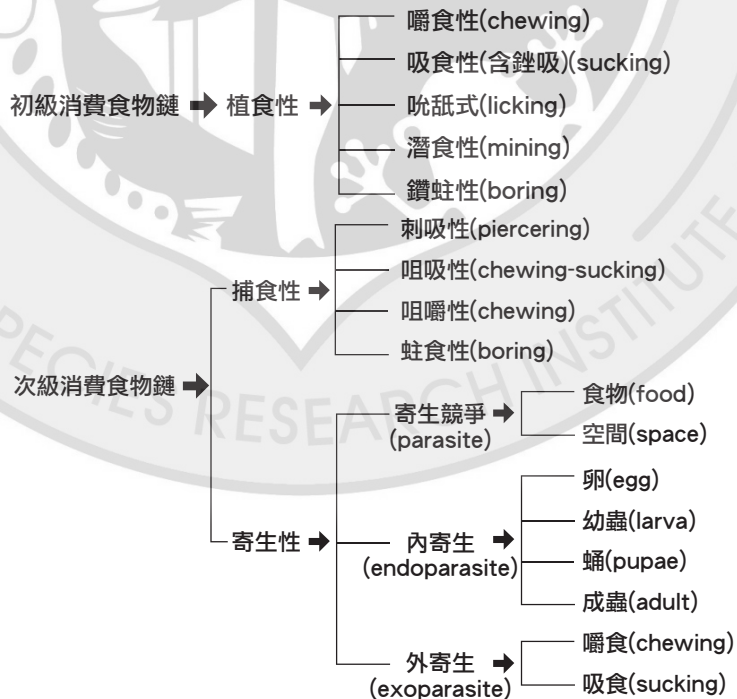 嚼食性(chewing)
吸食性(含銼吸)(sucking)
初級消費食物鏈 植食性 吮舐式(licking)
潛食性(mining)
鑽蛀性(boring)
刺吸性(piercering)
咀吸性(chewing-sucking)
捕食性
咀嚼性(chewing)
蛀食性(boring)
次級消費食物鏈
食物(food)
寄生競爭
(parasite)
空間(space)
卵(egg)
幼蟲(larva)
寄生性 內寄生
(endoparasite)
蛹(pupae)
成蟲(adult)
嚼食(chewing)
外寄生
(exoparasite)
吸食(sucking)
PECIES RESEARCH INSTITUTE